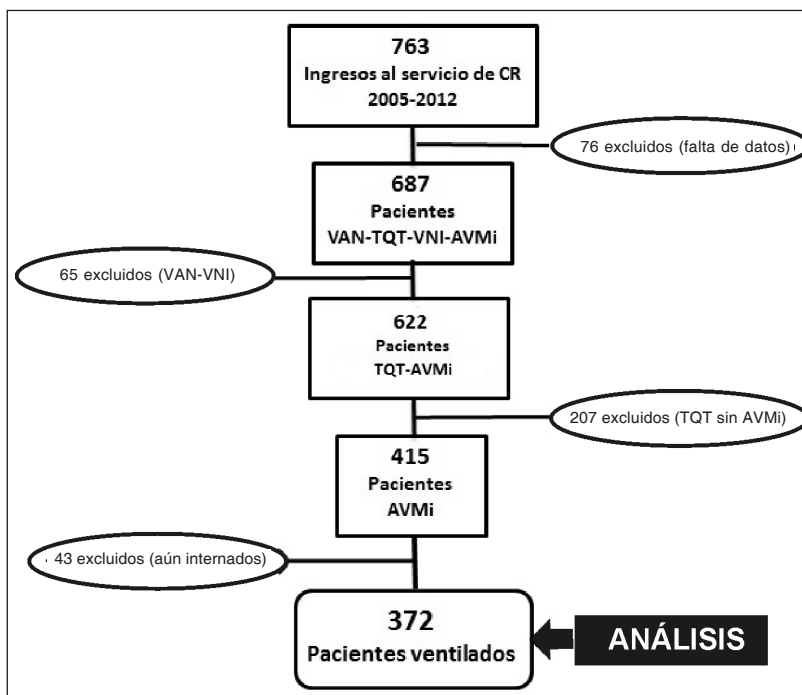 763
Ingresos al servicio de CR
2005-2012
76 excluidos (falta de datos)
687
Pacientes
VAN-TQT-VNI-AVMi
65 excluidos (VAN-VNI)
622
Pacientes
TQT-AVMi
207 excluidos (TQT sin AVMi)
415
Pacientes
AVMi
43 excluidos (aún internados)
372
Pacientes ventilados
ANÁLISIS